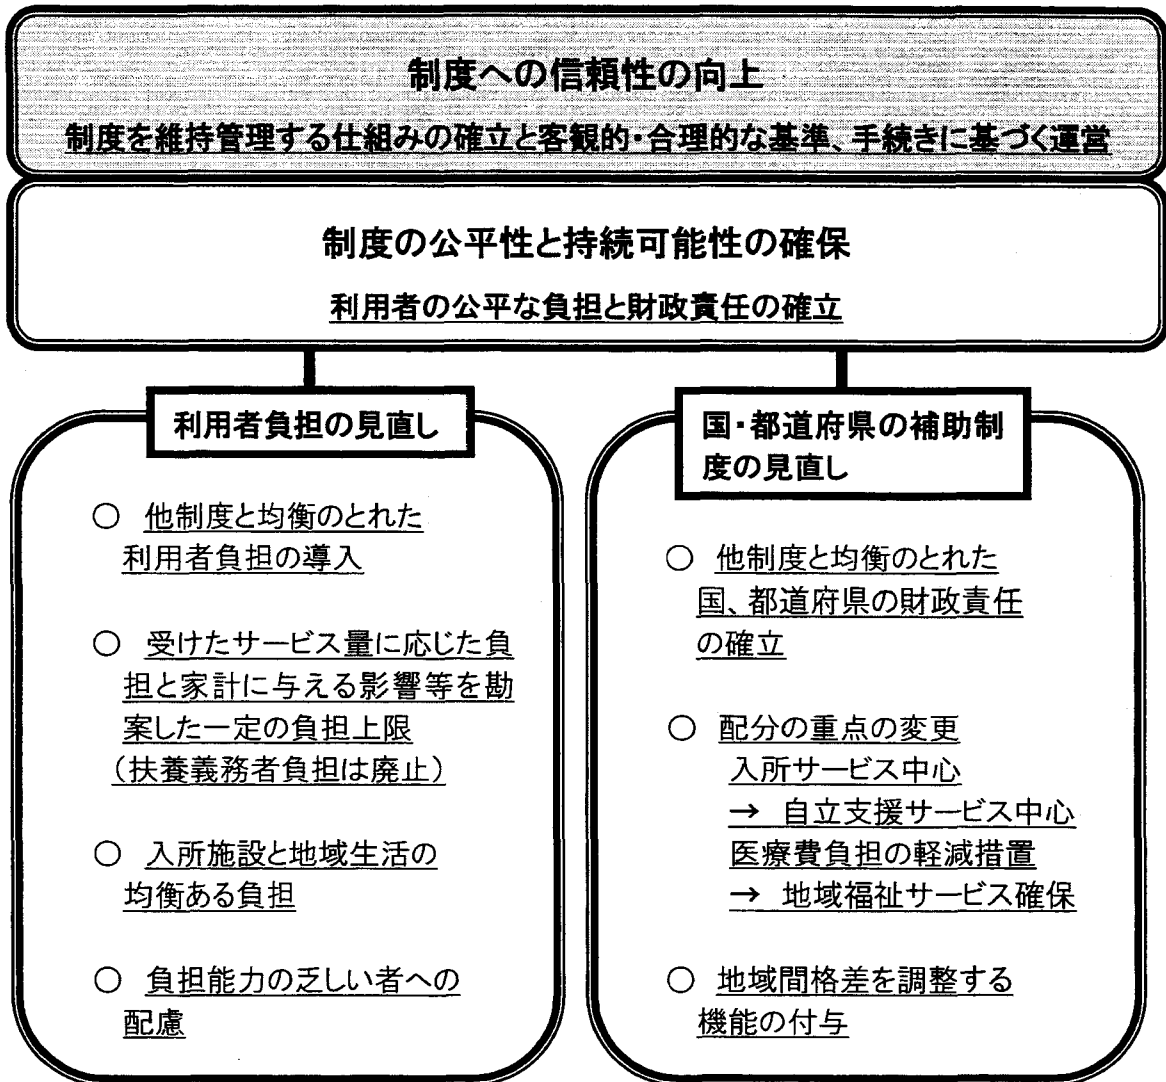 制度への信頼性の向上
制度を維持管理する仕組みの確立と客観的・合理的な基準、手続きに基づく運営
制度の公平性と持続可能性の確保
利用者の公平な負担と財政責任の確立
利用者負担の見直し
○ 他制度と均衡のとれた
利用者負担の導入
○ 受けたサービス量に応じた負
担と家計に与える影響等を勘
案した一定の負担上限
(扶養義務者負担は廃止)
○ 入所施設と地域生活の
均衡ある負担
○ 負担能力の乏しい者への
配慮
国・都道府県の補助制
度の見直し
○ 他制度と均衡のとれた
国、都道府県の財政責任
の確立
○ 配分の重点の変更
入所サービス中心
→ 自立支援サービス中心
医療費負担の軽減措置
→ 地域福祉サービス確保
○ 地域間格差を調整する
機能の付与